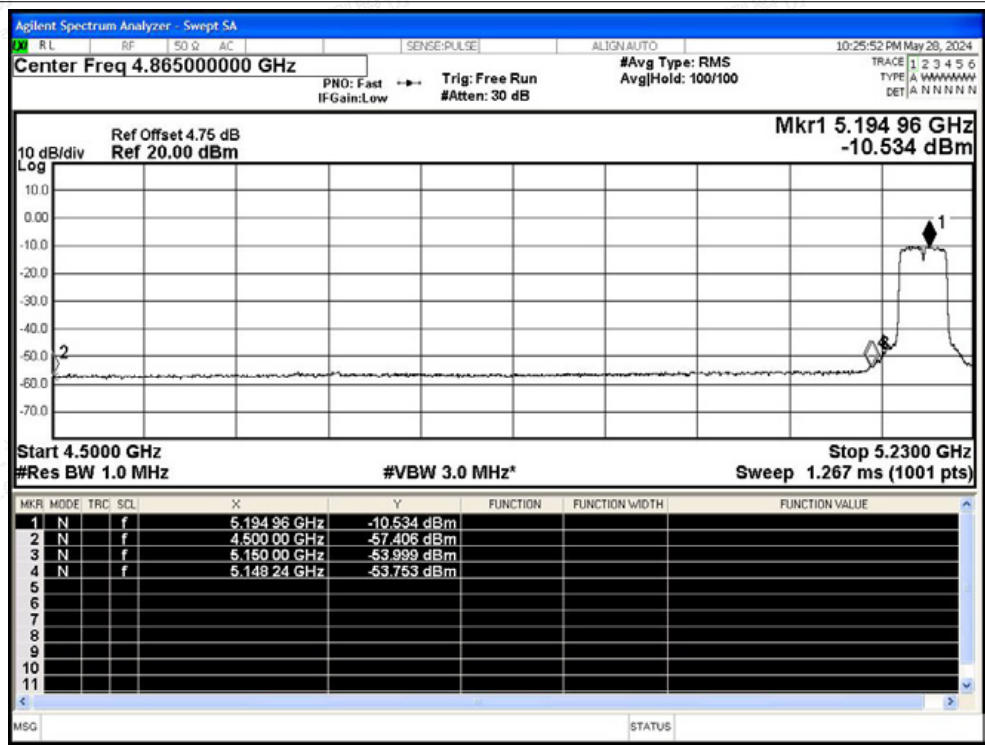 Agilent Spectrum Analyzer - Swept SA
RL RF 50 Ω AC SENSE:PULSE ALIGN AUTO 10:25:52 PM May 28, 2024
Center Freq 4.865000000 GHz
PNO: Fast
IFGain:Low
Trig: Free Run
#Atten: 30 dB
#Avg Type: RMS
Avg|Hold: 100/100
TRACE 1 2 3 4 5 6
TYPE A WWWWW
DET A N N N N N
Mkr1 5.194 96 GHz
-10.534 dBm
Ref Offset 4.75 dB
10 dB/div Ref 20.00 dBm
Log
10.0
0.00
1
-10.0
-20.0
-30.0
-40.0
-50.0
2
-60.0
-70.0
Start 4.5000 GHz Stop 5.2300 GHz
#Res BW 1.0 MHz #VBW 3.0 MHz* Sweep 1.267 ms (1001 pts)
MKR MODE TRC SCL X Y FUNCTION FUNCTION WIDTH FUNCTION VALUE
1 N f 5.194 96 GHz -10.534 dBm
2 N f 4.500 00 GHz -57.406 dBm
3 N f 5.150 00 GHz -53.999 dBm
4 N f 5.148 24 GHz -53.753 dBm
5
6
7
8
9
10
11
MSG STATUS